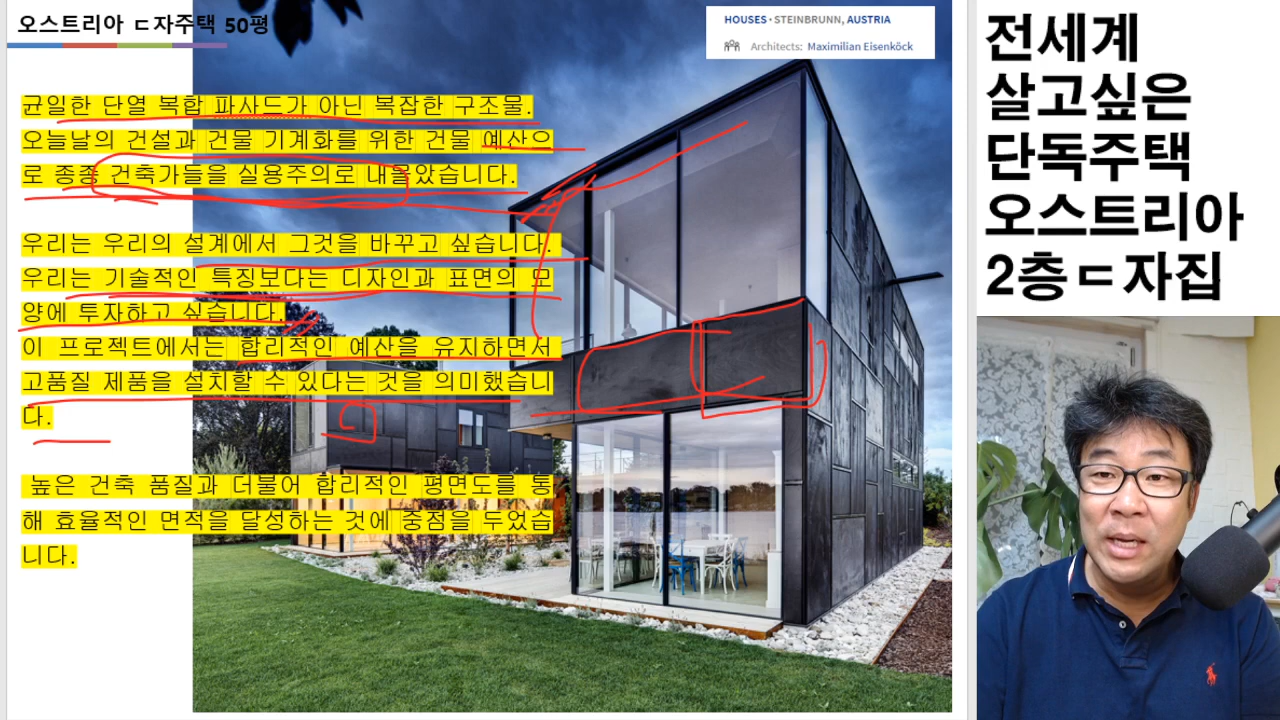 오스트리아 ㄷ자주택 50평
HOUSES · STEINBRUNN, AUSTRIA
Architects: Maximilian Eisenköck
균일한 단열 복합 파사드가 아닌 복잡한 구조물.
오늘날의 건설과 건물 기계화를 위한 건물 예산으
로 종종 건축가들을 실용주의로 내몰았습니다.
우리는 우리의 설계에서 그것을 바꾸고 싶습니다.
우리는 기술적인 특징보다는 디자인과 표면의 모
양에 투자하고 싶습니다.
이 프로젝트에서는 합리적인 예산을 유지하면서
고품질 제품을 설치할 수 있다는 것을 의미했습니
다.
높은 건축 품질과 더불어 합리적인 평면도를 통
해 효율적인 면적을 달성하는 것에 중점을 두었습
니다.
전세계
살고싶은
단독주택
오스트리아
2층ㄷ자집